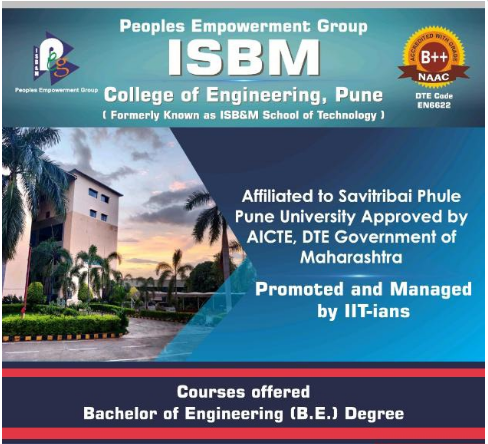 Peoples Empowerment Group
ISBM
College of Engineering, Pune
( Formerly Known as ISB&M School of Technology )
ISB&M
Peg
Peoples Empowerment Group
ACCREDITED WITH GRADE
B++
NAAC
DTE Code
EN6622
Affiliated to Savitribai Phule
Pune University Approved by
AICTE, DTE Government of
Maharashtra
Promoted and Managed
by IIT-ians
Courses offered
Bachelor of Engineering (B.E.) Degree